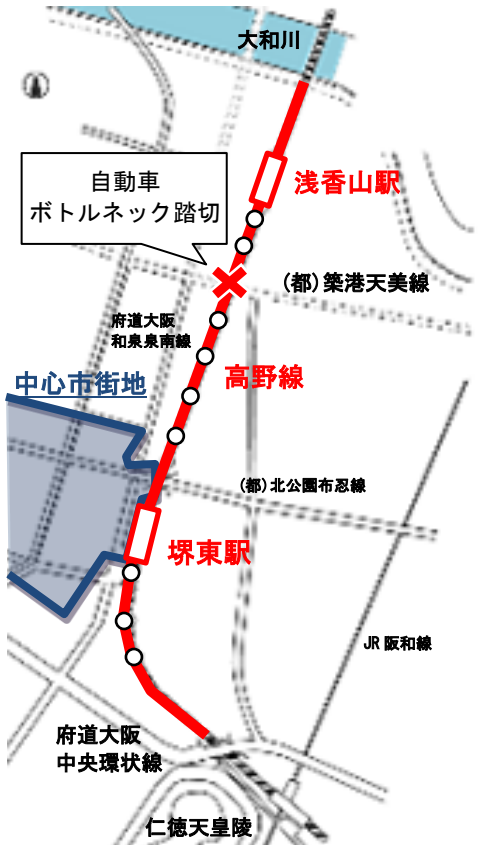 大和川
浅香山駅
自動車
ボトルネック踏切
(都)築港天美線
府道大阪
和泉泉南線
高野線
中心市街地
(都)北公園布忍線
堺東駅
JR阪和線
府道大阪
中央環状線
仁徳天皇陵